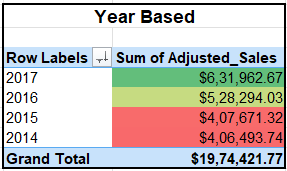 Year Based
Row Labels Sum of Adjusted_Sales
2017 $6,31,962.67
2016 $5,28,294.03
2015 $4,07,671.32
2014 $4,06,493.74
Grand Total $19,74,421.77